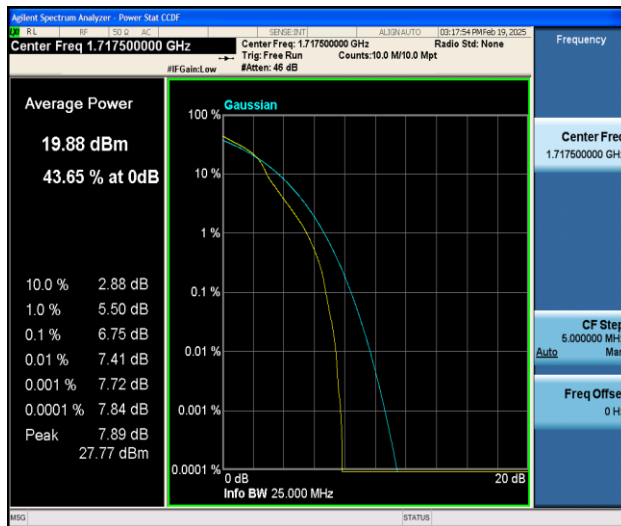 Agilent Spectrum Analyzer - Power Stat CCDF
RL RF 50 Ω AC SENSE:INT ALIGN AUTO 03:17:54 PM Feb 19, 2025
Center Freq 1.717500000 GHz
Center Freq: 1.717500000 GHz Radio Std: None
Trig: Free Run Counts:10.0 M/10.0 Mpt
#IFGain:Low #Atten: 46 dB
Frequency
Average Power
19.88 dBm
43.65 % at 0dB
10.0 % 2.88 dB
1.0 % 5.50 dB
0.1 % 6.75 dB
0.01 % 7.41 dB
0.001 % 7.72 dB
0.0001 % 7.84 dB
Peak 7.89 dB
27.77 dBm
Gaussian
100 %
10 %
1 %
0.1 %
0.01 %
0.001 %
0.0001 %
0 dB 20 dB
Info BW 25.000 MHz
Center Freq
1.717500000 GHz
CF Step
5.000000 MHz
Auto Man
Freq Offse
0 Hz
MSG STATUS